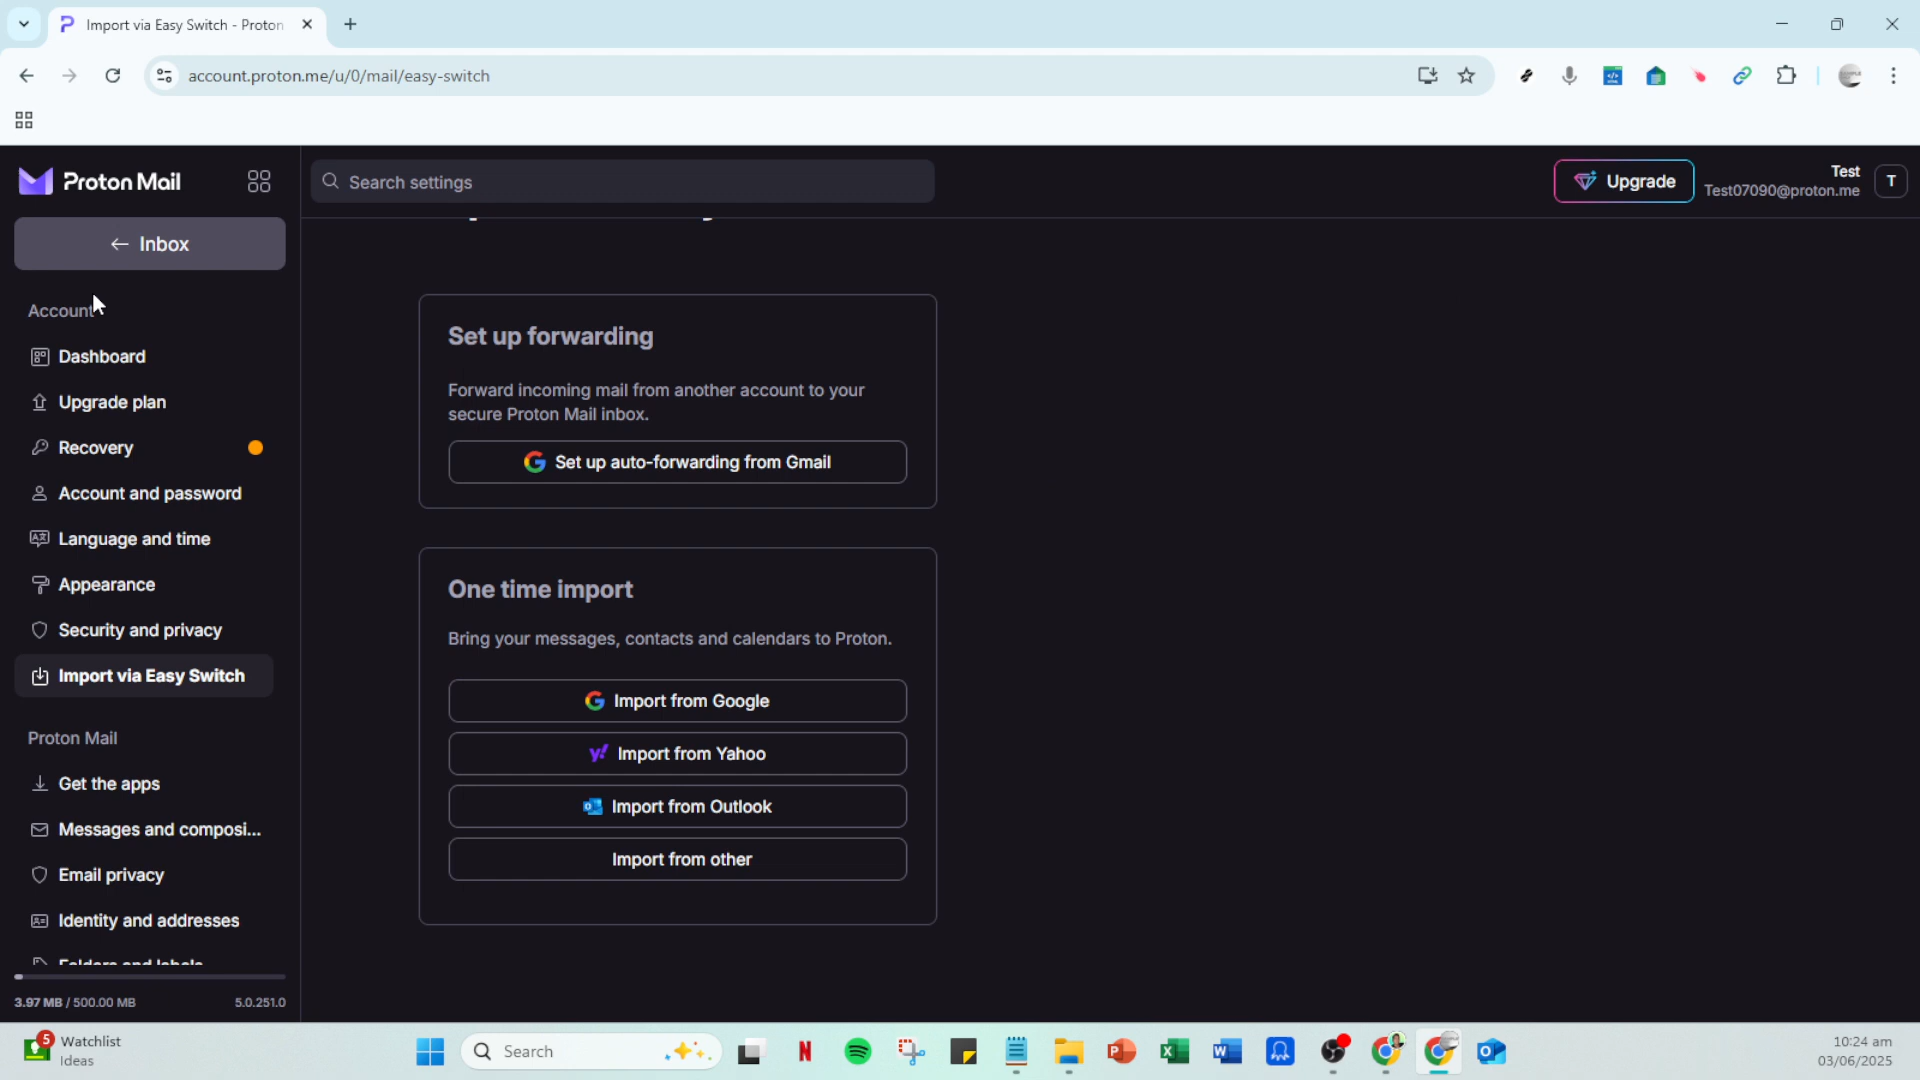 Import via Easy Switch - Proton
account.proton.me/u/0/mail/easy-switch
Proton Mail
Search settings
Upgrade
Test
Test07090@proton.me
T
← Inbox
Account
Dashboard
Upgrade plan
Recovery
Account and password
Language and time
Appearance
Security and privacy
Import via Easy Switch
Proton Mail
Get the apps
Messages and composi...
Email privacy
Identity and addresses
Folders and labels
3.97 MB / 500.00 MB
5.0.251.0
Set up forwarding
Forward incoming mail from another account to your
secure Proton Mail inbox.
Set up auto-forwarding from Gmail
One time import
Bring your messages, contacts and calendars to Proton.
Import from Google
Import from Yahoo
Import from Outlook
Import from other
5
Watchlist
Ideas
Search
10:24 am
03/06/2025